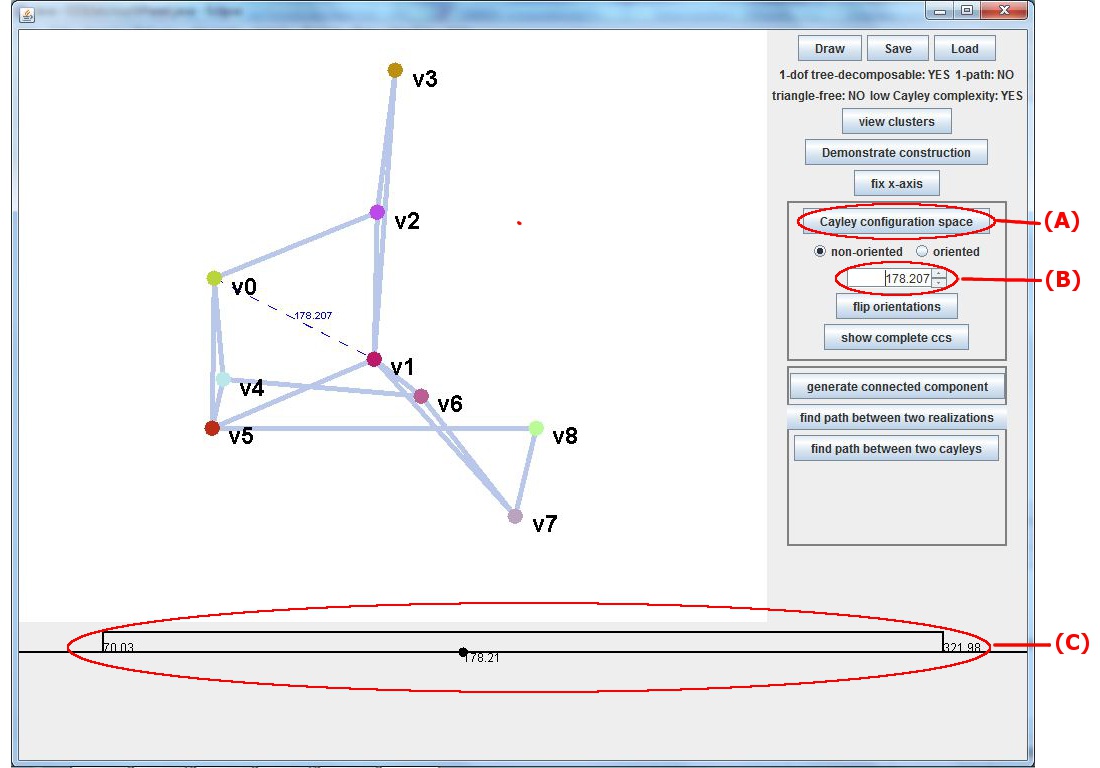 Draw Save Load
1-dof tree-decomposable: YES 1-path: NO
triangle-free: NO low Cayley complexity: YES
view clusters
Demonstrate construction
fix x-axis
Cayley configuration space
(A)
non-oriented oriented
178.207
(B)
flip orientations
show complete ccs
generate connected component
find path between two realizations
find path between two cayleys
v3
v2
v0
178.207
v1
v4
v6
v5
v8
v7
70.03
178.21
321.98
(C)